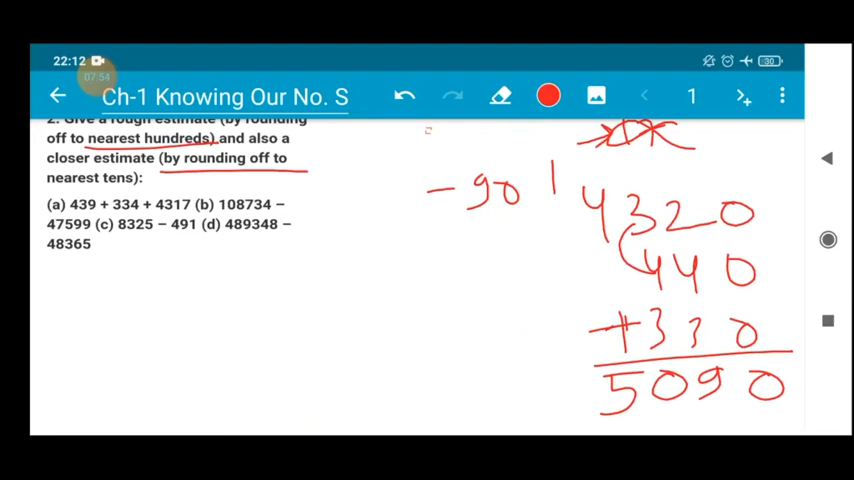 22:12
30
07:54
Ch-1 Knowing Our No. S
1
2. Give a rough estimate (by rounding
off to nearest hundreds) and also a
closer estimate (by rounding off to
nearest tens):
(a) 439 + 334 + 4317 (b) 108734 –
47599 (c) 8325 – 491 (d) 489348 –
48365
– 90
4320
440
+ 330
5090